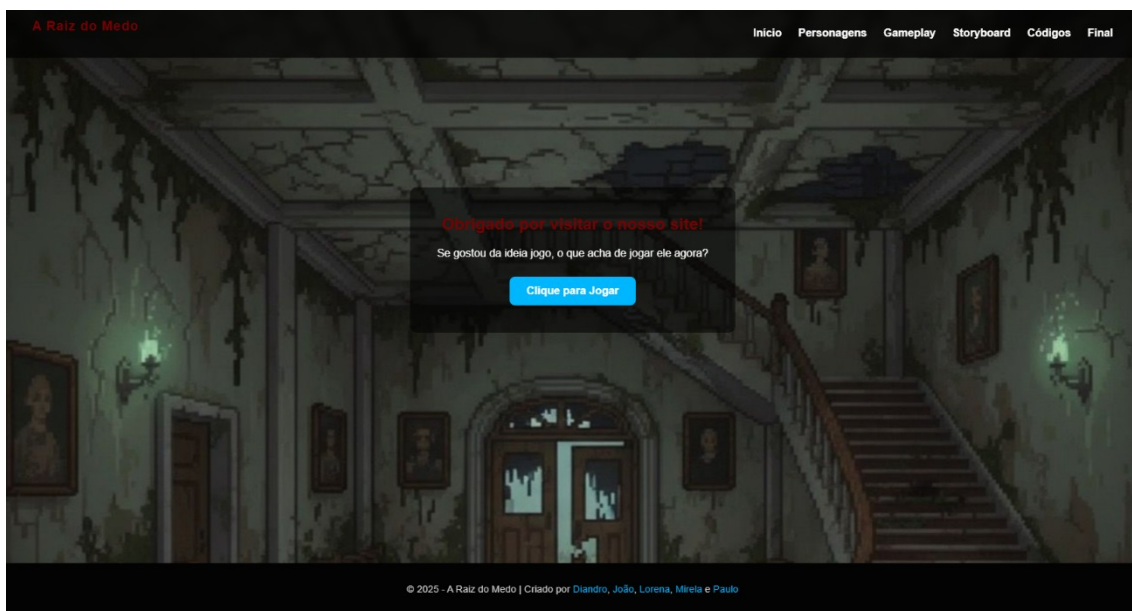 A Raiz do Medo
Início Personagens Gameplay Storyboard Códigos Final
Obrigado por visitar o nosso site!
Se gostou da ideia jogo, o que acha de jogar ele agora?
Clique para Jogar
© 2025 - A Raiz do Medo | Criado por Diandro, João, Lorena, Mirela e Paulo